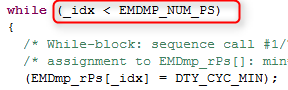 while (_idx < EMDMP_NUM_PS)
{
/* While-block: sequence call #1/
/* assignment to EMDmp_rPs[]: min
(EMDmp_rPs[_idx] = DTY_CYC_MIN);